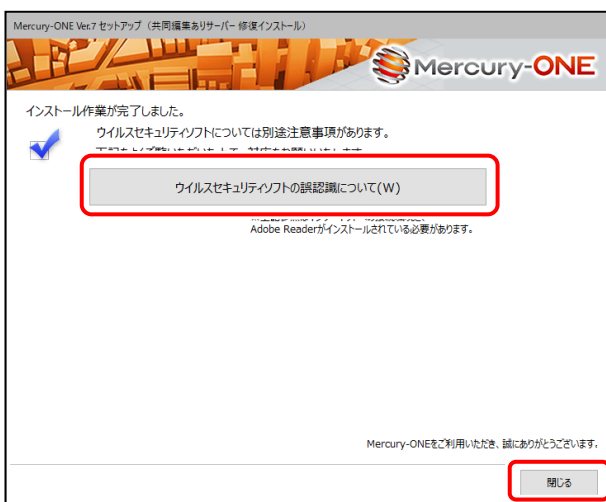 Mercury-ONE Ver.7 セットアップ（共同編集ありサーバー 修復インストール）
Mercury-ONE
インストール作業が完了しました。
ウイルスセキュリティソフトについては別途注意事項があります。
ウイルスセキュリティソフトの誤認識について(W)
Adobe Readerがインストールされている必要があります。
Mercury-ONEをご利用いただき、誠にありがとうございます。
閉じる